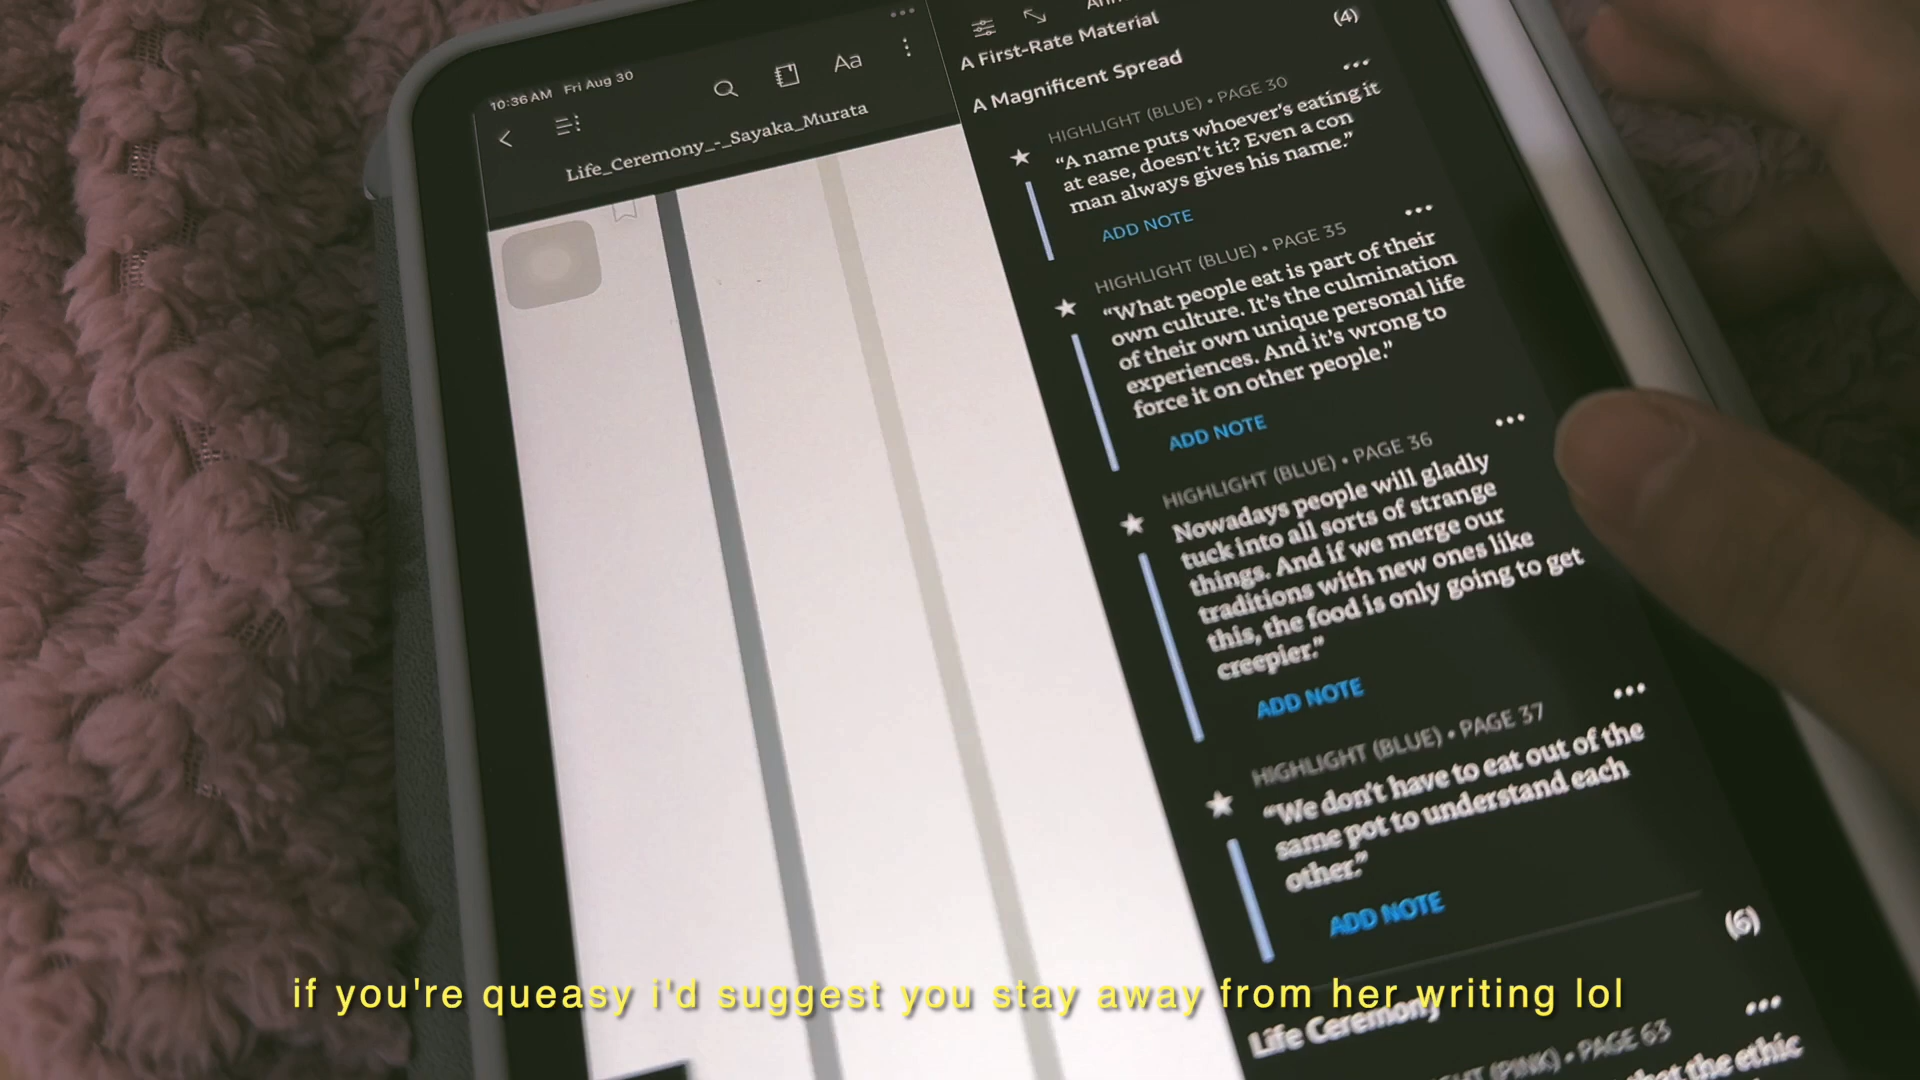 10:36 AM Fri Aug 30
Aa
Life_Ceremony_-_Sayaka_Murata
A First-Rate Material
(4)
A Magnificent Spread
HIGHLIGHT (BLUE) • PAGE 30
“A name puts whoever’s eating it
at ease, doesn’t it? Even a con
man always gives his name.”
ADD NOTE
HIGHLIGHT (BLUE) • PAGE 35
“What people eat is part of their
own culture. It’s the culmination
of their own unique personal life
experiences. And it’s wrong to
force it on other people.”
ADD NOTE
HIGHLIGHT (BLUE) • PAGE 36
Nowadays people will gladly
tuck into all sorts of strange
things. And if we merge our
traditions with new ones like
this, the food is only going to get
creepier.”
ADD NOTE
HIGHLIGHT (BLUE) • PAGE 37
“We don’t have to eat out of the
same pot to understand each
other.”
ADD NOTE
(6)
Life Ceremony
(PINK) • PAGE 63
the ethic
if you're queasy i'd suggest you stay away from her writing lol